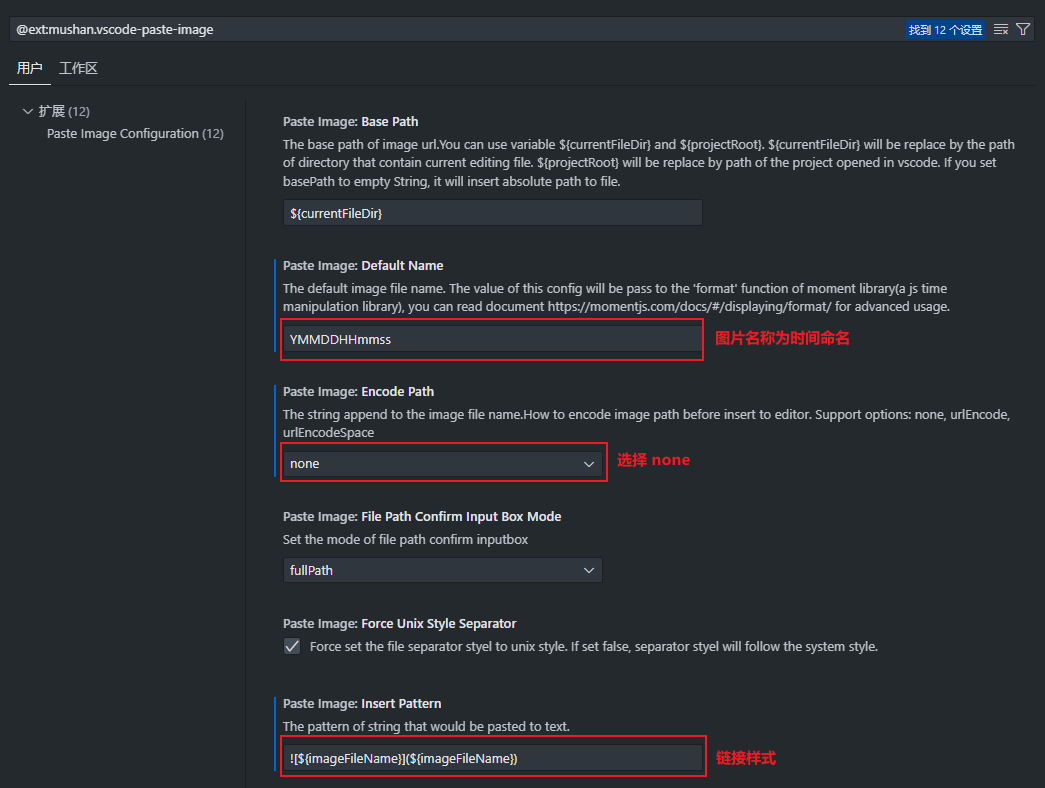 @ext:mushan.vscode-paste-image
找到 12 个设置
用户 工作区
扩展 (12)
Paste Image Configuration (12)
Paste Image: Base Path
The base path of image url.You can use variable ${currentFileDir} and ${projectRoot}. ${currentFileDir} will be replace by the path
of directory that contain current editing file. ${projectRoot} will be replace by path of the project opened in vscode. If you set
basePath to empty String, it will insert absolute path to file.
${currentFileDir}
Paste Image: Default Name
The default image file name. The value of this config will be pass to the 'format' function of moment library(a js time
manipulation library), you can read document https://momentjs.com/docs/#/displaying/format/ for advanced usage.
YMMDDHHmmss
图片名称为时间命名
Paste Image: Encode Path
The string append to the image file name.How to encode image path before insert to editor. Support options: none, urlEncode,
urlEncodeSpace
none
选择 none
Paste Image: File Path Confirm Input Box Mode
Set the mode of file path confirm inputbox
fullPath
Paste Image: Force Unix Style Separator
Force set the file separator styel to unix style. If set false, separator styel will follow the system style.
Paste Image: Insert Pattern
The pattern of string that would be pasted to text.
![${imageFileName}](${imageFileName})
链接样式